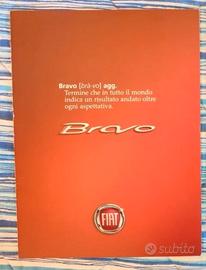 Bravo [brà·vo] agg.
Termine che in tutto il mondo
indica un risultato andato oltre
ogni aspettativa.
Bravo
FIAT
subito